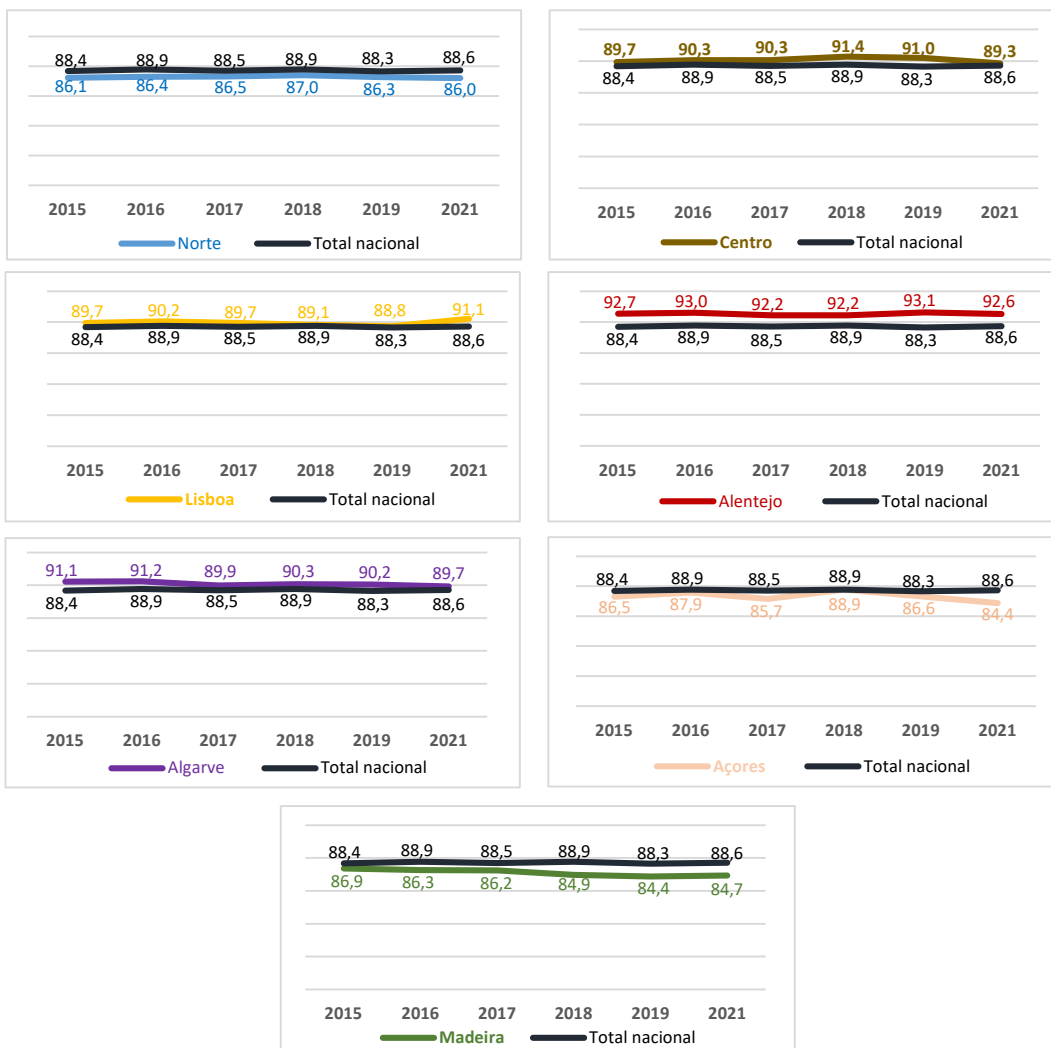 88,4 88,9 88,5 88,9 88,3 88,6
86,1 86,4 86,5 87,0 86,3 86,0
2015 2016 2017 2018 2019 2021
Norte Total nacional
89,7 90,3 90,3 91,4 91,0 89,3
88,4 88,9 88,5 88,9 88,3 88,6
2015 2016 2017 2018 2019 2021
Centro Total nacional
89,7 90,2 89,7 89,1 88,8 91,1
88,4 88,9 88,5 88,9 88,3 88,6
2015 2016 2017 2018 2019 2021
Lisboa Total nacional
92,7 93,0 92,2 92,2 93,1 92,6
88,4 88,9 88,5 88,9 88,3 88,6
2015 2016 2017 2018 2019 2021
Alentejo Total nacional
91,1 91,2 89,9 90,3 90,2 89,7
88,4 88,9 88,5 88,9 88,3 88,6
2015 2016 2017 2018 2019 2021
Algarve Total nacional
88,4 88,9 88,5 88,9 88,3 88,6
86,5 87,9 85,7 88,9 86,6 84,4
2015 2016 2017 2018 2019 2021
Açores Total nacional
88,4 88,9 88,5 88,9 88,3 88,6
86,9 86,3 86,2 84,9 84,4 84,7
2015 2016 2017 2018 2019 2021
Madeira Total nacional